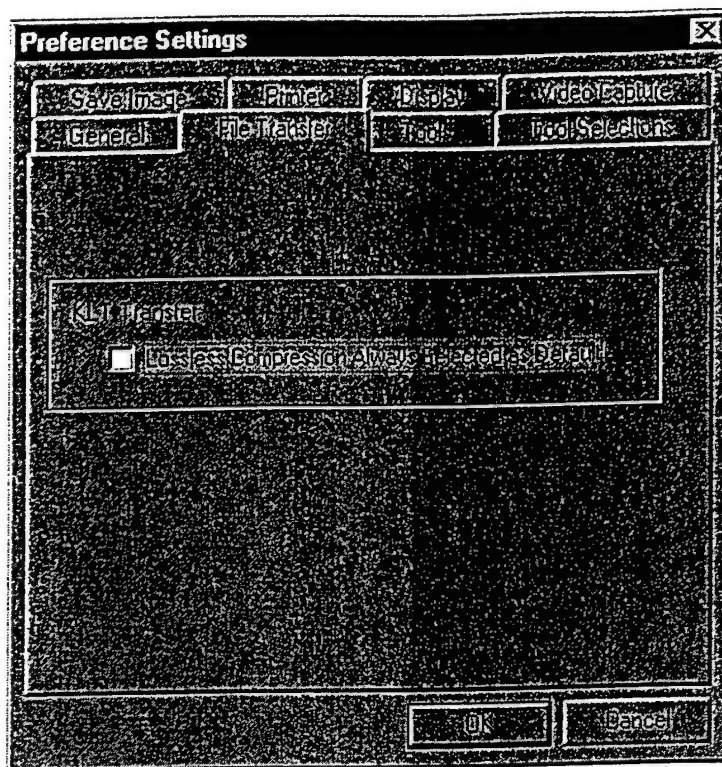 Preference Settings
Save Image Printer Display Video Capture
General File Transfer Tools Tool Selections
KLT Transfer
Lossless Compression Always Selected as Default
OK Cancel